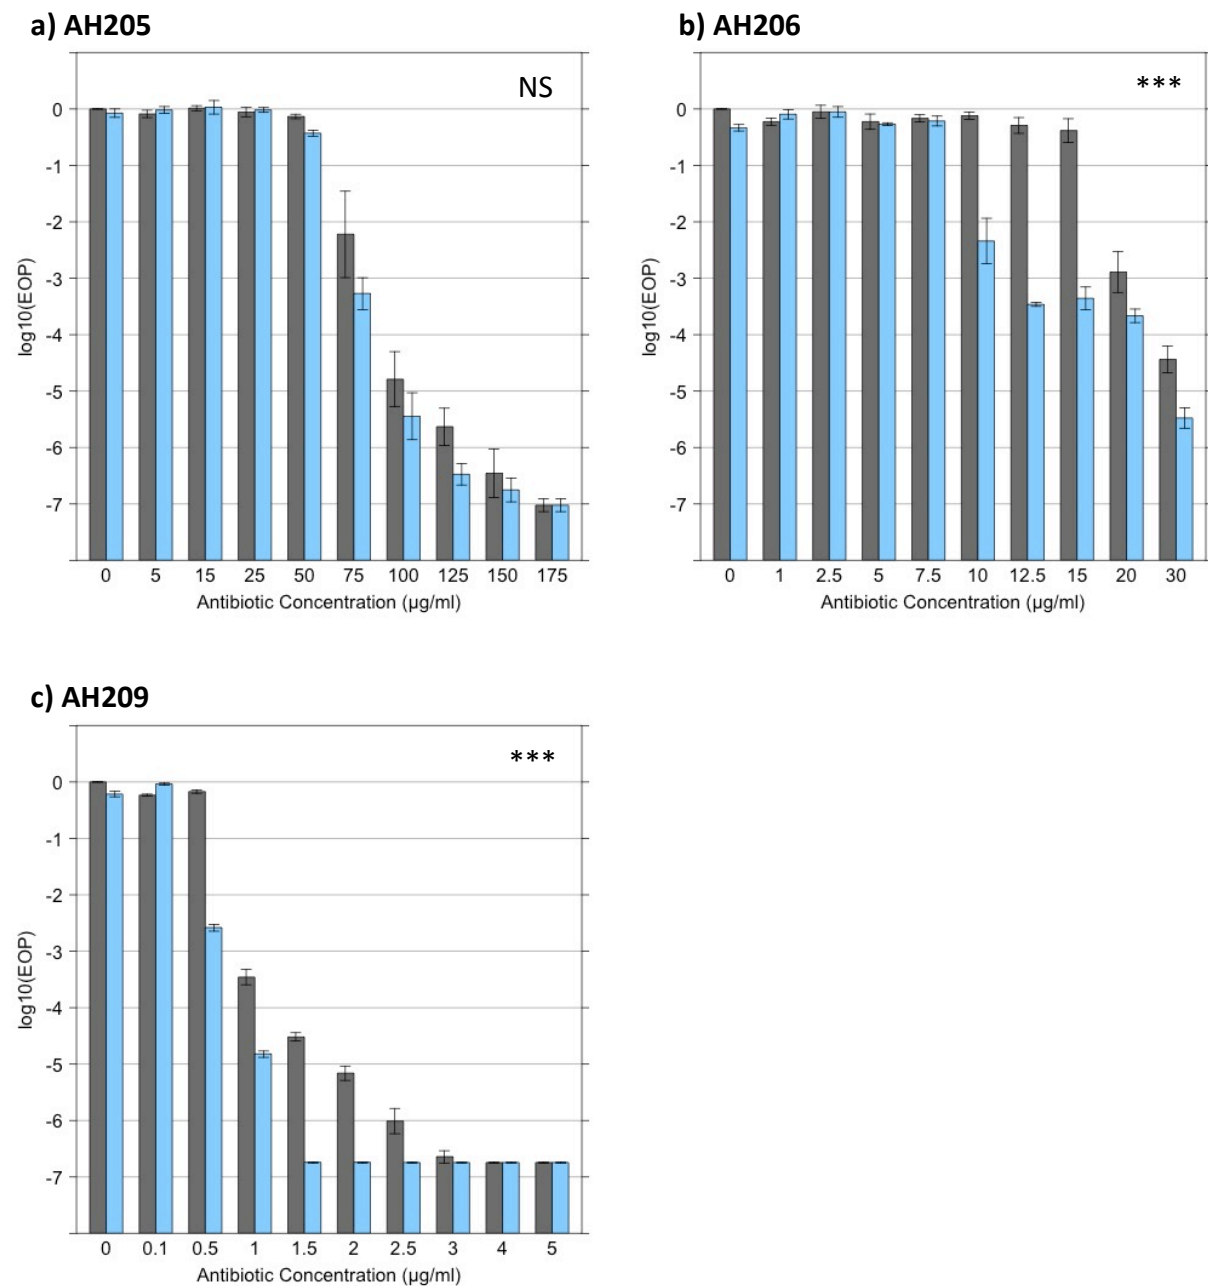 a) AH205
NS
0
-1
-2
-3
-4
-5
-6
-7
log10(EOP)
0 5 15 25 50 75 100 125 150 175
Antibiotic Concentration (µg/ml)
b) AH206
***
0
-1
-2
-3
-4
-5
-6
-7
log10(EOP)
0 1 2.5 5 7.5 10 12.5 15 20 30
Antibiotic Concentration (µg/ml)
c) AH209
***
0
-1
-2
-3
-4
-5
-6
-7
log10(EOP)
0 0.1 0.5 1 1.5 2 2.5 3 4 5
Antibiotic Concentration (µg/ml)